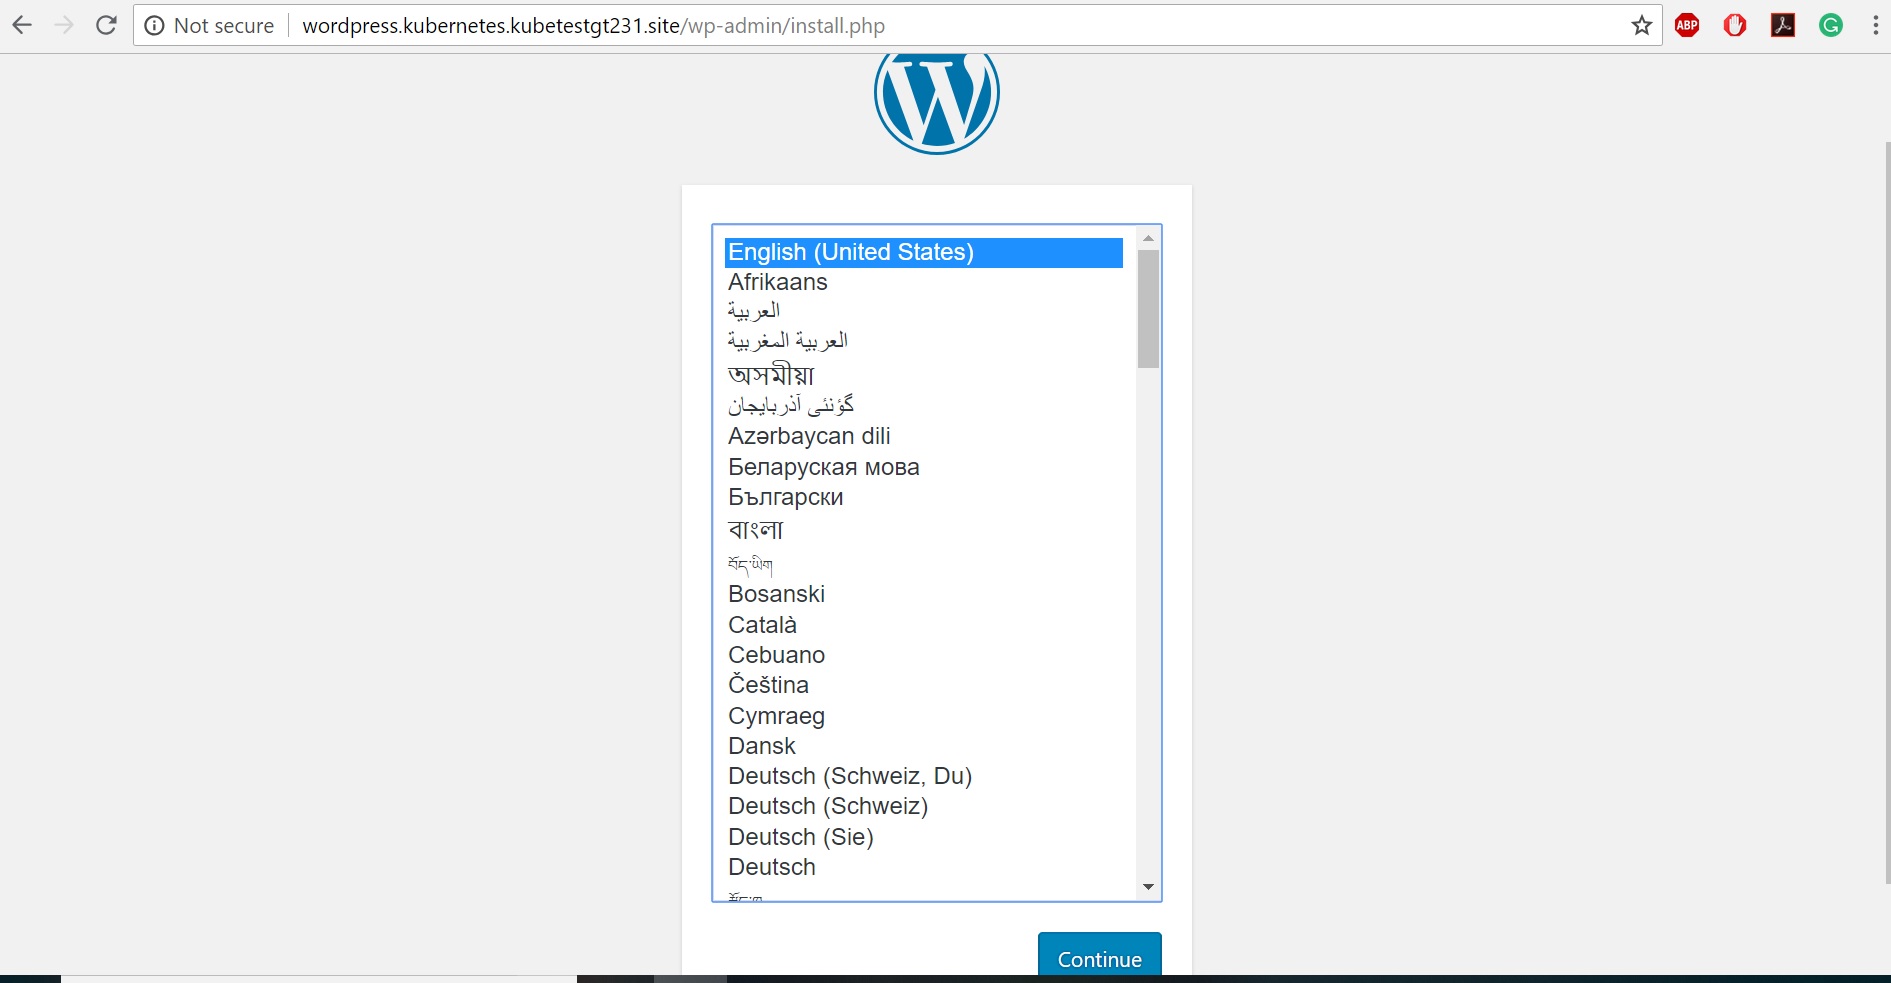 Not secure wordpress.kubernetes.kubetestgt231.site/wp-admin/install.php ABP
English (United States)
Afrikaans
العربية
العربية المغربية
অসমীয়া
گؤنئی آذربایجان
Azərbaycan dili
Беларуская мова
Български
বাংলা
བོད་ཡིག
Bosanski
Català
Cebuano
Čeština
Cymraeg
Dansk
Deutsch (Schweiz, Du)
Deutsch (Schweiz)
Deutsch (Sie)
Deutsch
Continue